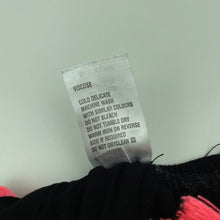 VISCOSE
COLD DELICATE
MACHINE WASH
WITH SIMILAR COLOURS
DO NOT BLEACH
DO NOT TUMBLE DRY
WARM IRON ON REVERSE
SIDE IF REQUIRED
DO NOT DRYCLEAN